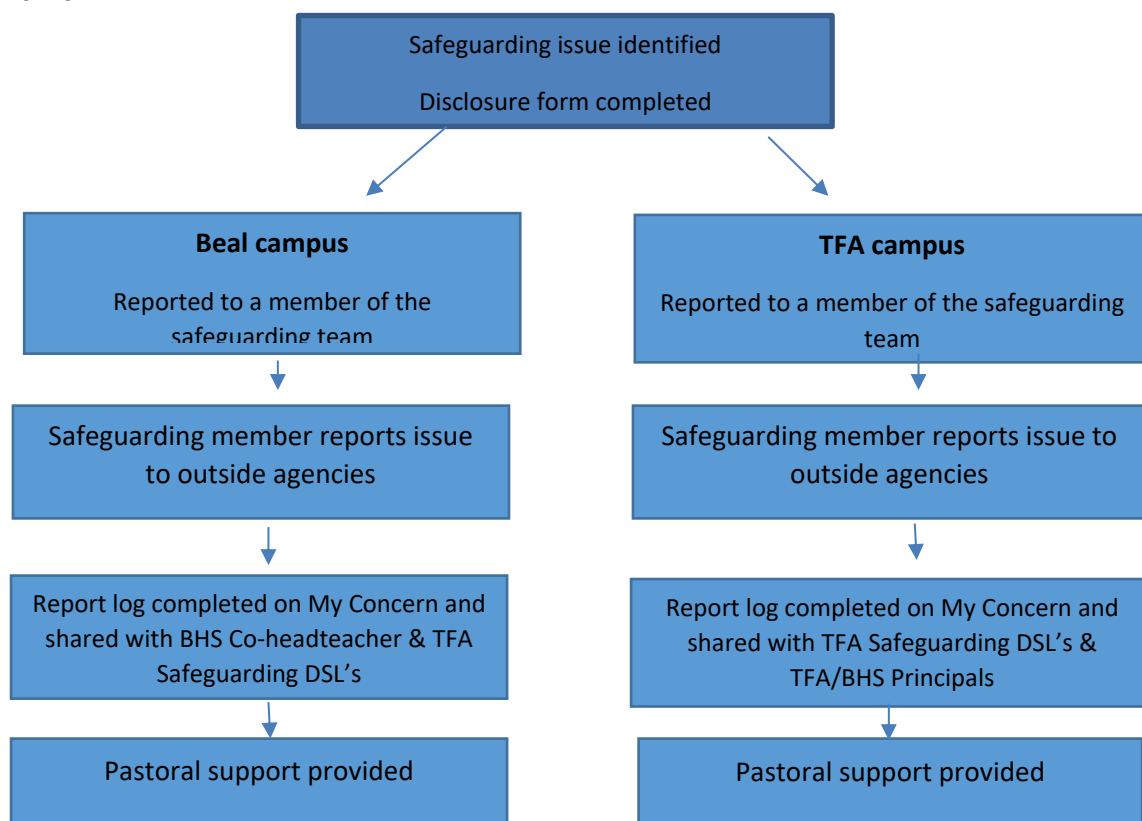 Safeguarding issue identified
Disclosure form completed
Beal campus
Reported to a member of the
safeguarding team
TFA campus
Reported to a member of the safeguarding
team
Safeguarding member reports issue
to outside agencies
Safeguarding member reports issue to
outside agencies
Report log completed on My Concern and
shared with BHS Co-headteacher & TFA
Safeguarding DSL’s
Report log completed on My Concern and
shared with TFA Safeguarding DSL’s &
TFA/BHS Principals
Pastoral support provided
Pastoral support provided